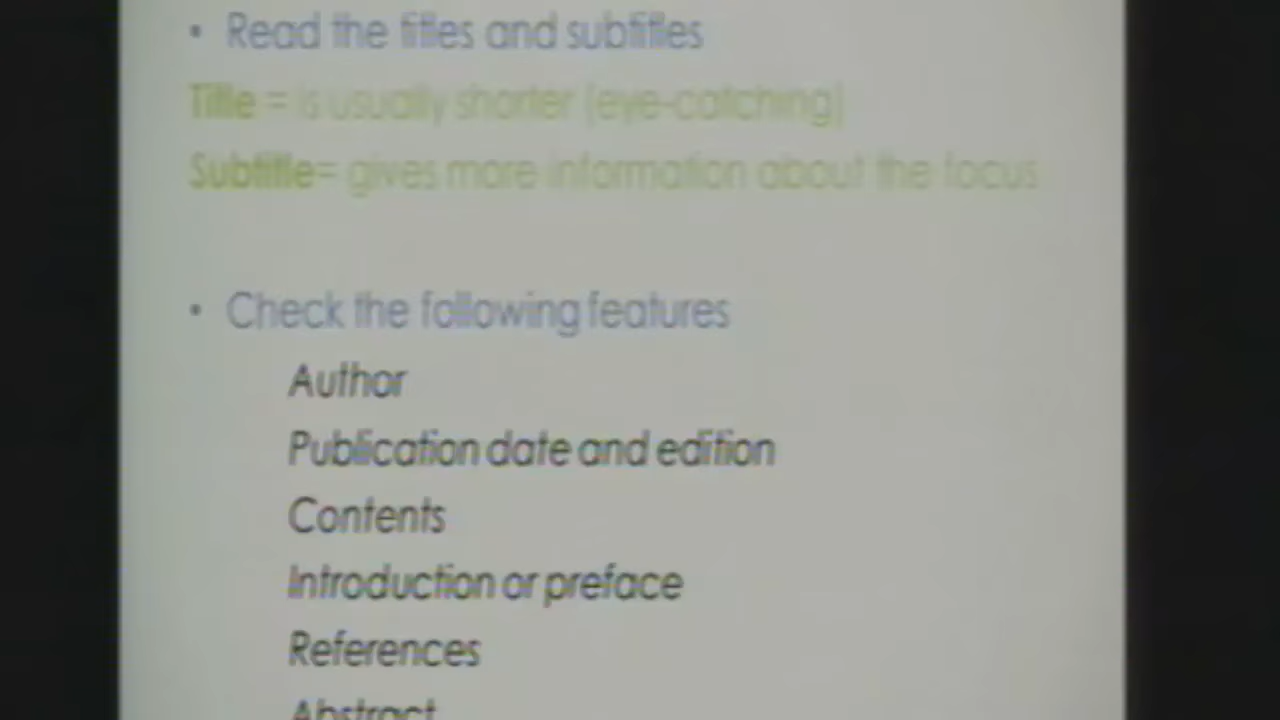 • Read the titles and subtitles
Title = is usually shorter (eye-catching)
Subtitle= gives more information about the focus
• Check the following features
Author
Publication date and edition
Contents
Introduction or preface
References
Abstract